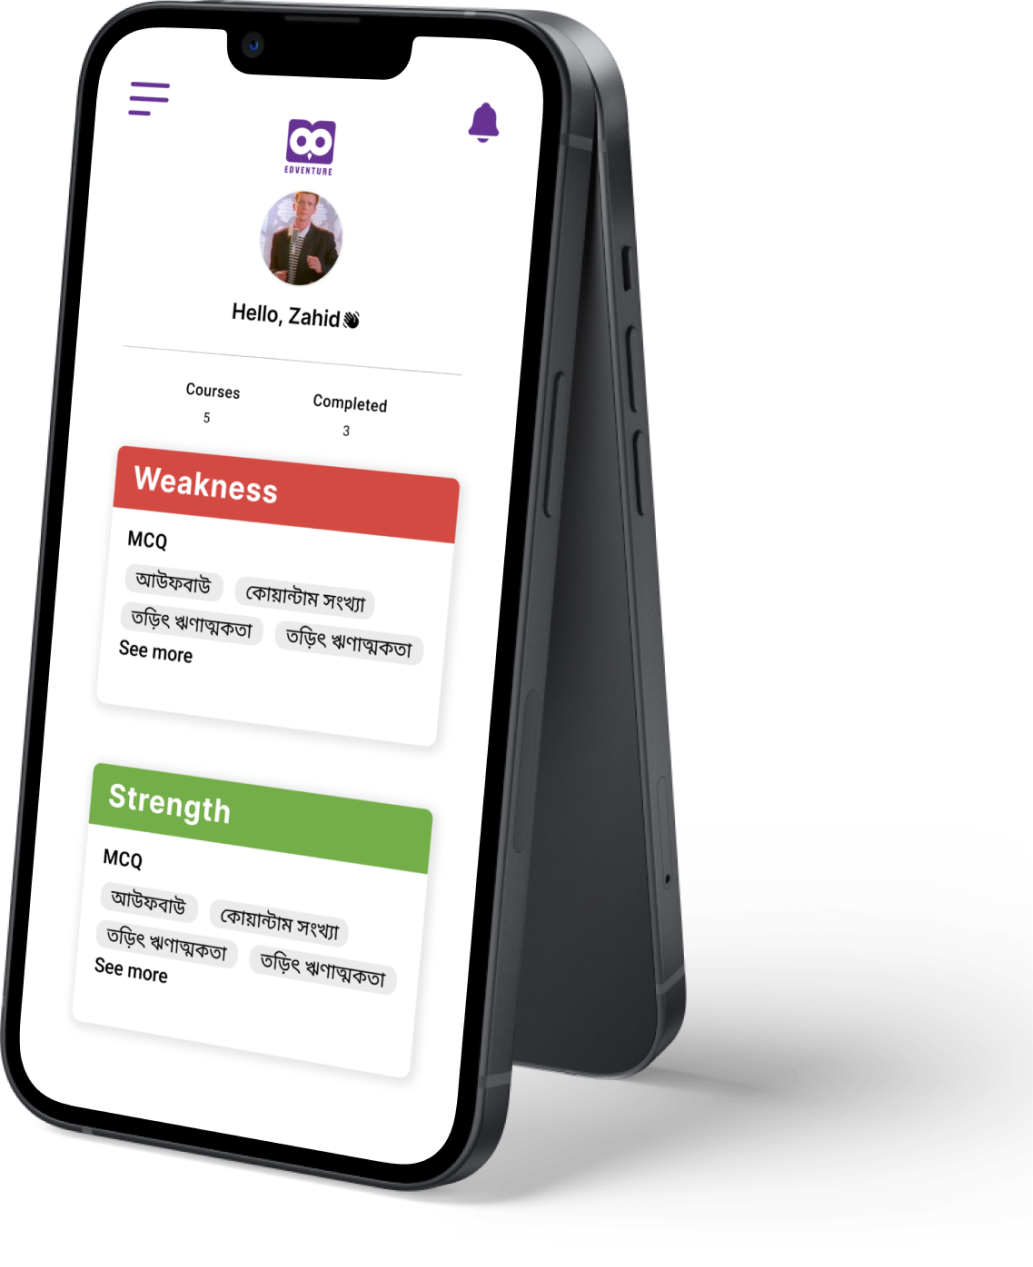 EDVENTURE
Hello, Zahid👋
Courses Completed
5 3
Weakness
MCQ
আউফবাউ কোয়ান্টাম সংখ্যা
তড়িৎ ঋণাত্মকতা তড়িৎ ঋণাত্মকতা
See more
Strength
MCQ
আউফবাউ কোয়ান্টাম সংখ্যা
তড়িৎ ঋণাত্মকতা তড়িৎ ঋণাত্মকতা
See more